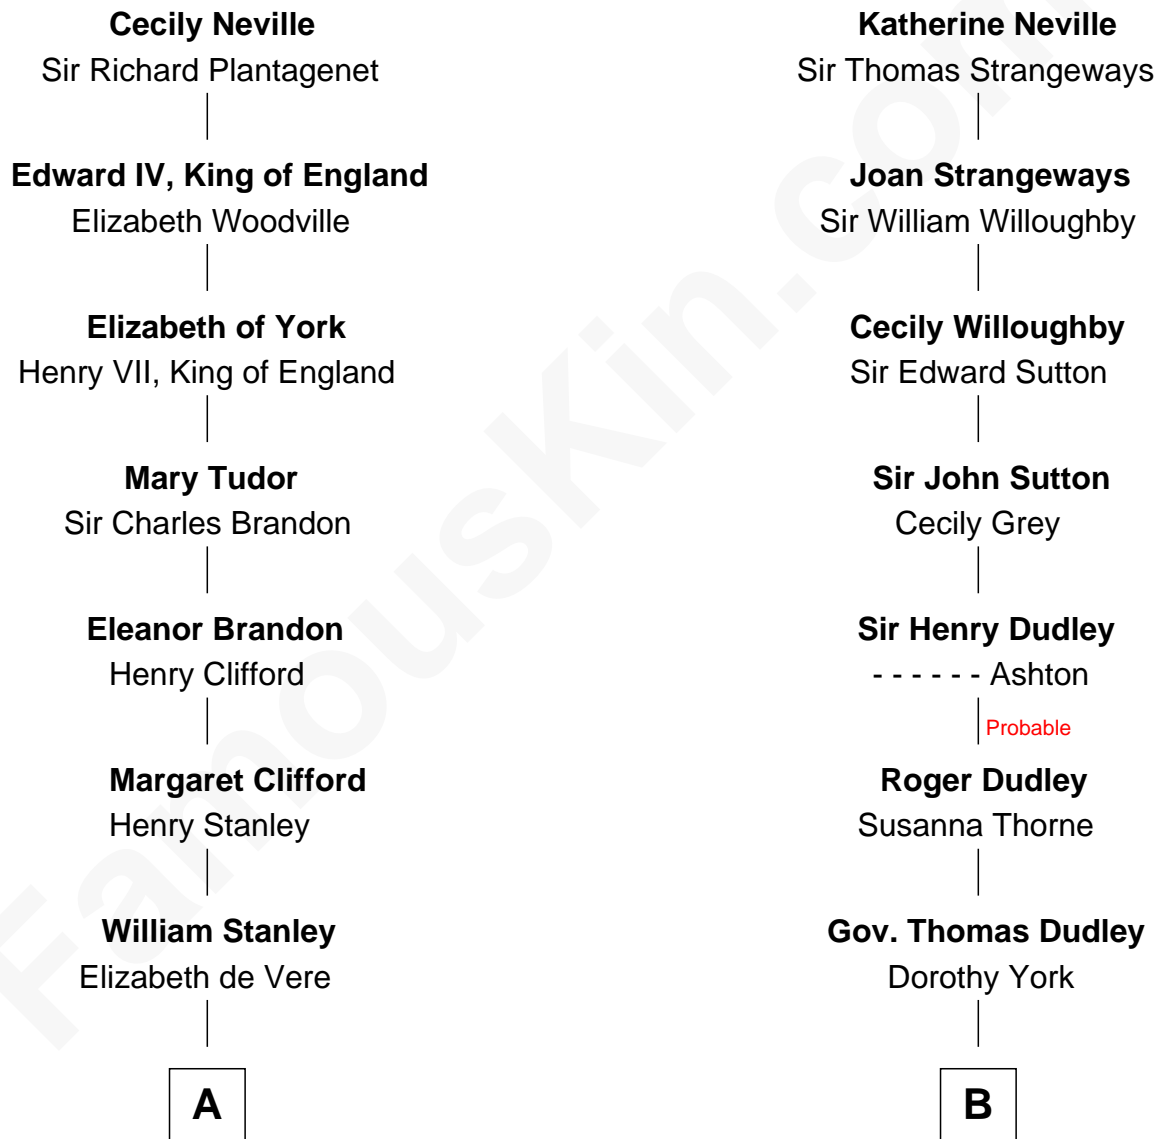 Cecily Neville
Sir Richard Plantagenet
Edward IV, King of England
Elizabeth Woodville
Elizabeth of York
Henry VII, King of England
Mary Tudor
Sir Charles Brandon
Eleanor Brandon
Henry Clifford
Margaret Clifford
Henry Stanley
William Stanley
Elizabeth de Vere
A
Katherine Neville
Sir Thomas Strangeways
Joan Strangeways
Sir William Willoughby
Cecily Willoughby
Sir Edward Sutton
Sir John Sutton
Cecily Grey
Sir Henry Dudley
- - - - - - Ashton
Probable
Roger Dudley
Susanna Thorne
Gov. Thomas Dudley
Dorothy York
B
FamousKin.com